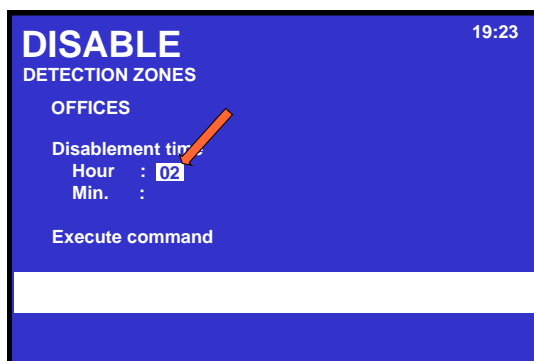 19:23
DISABLE
DETECTION ZONES
OFFICES
Disablement time
Hour : 02
Min. :
Execute command